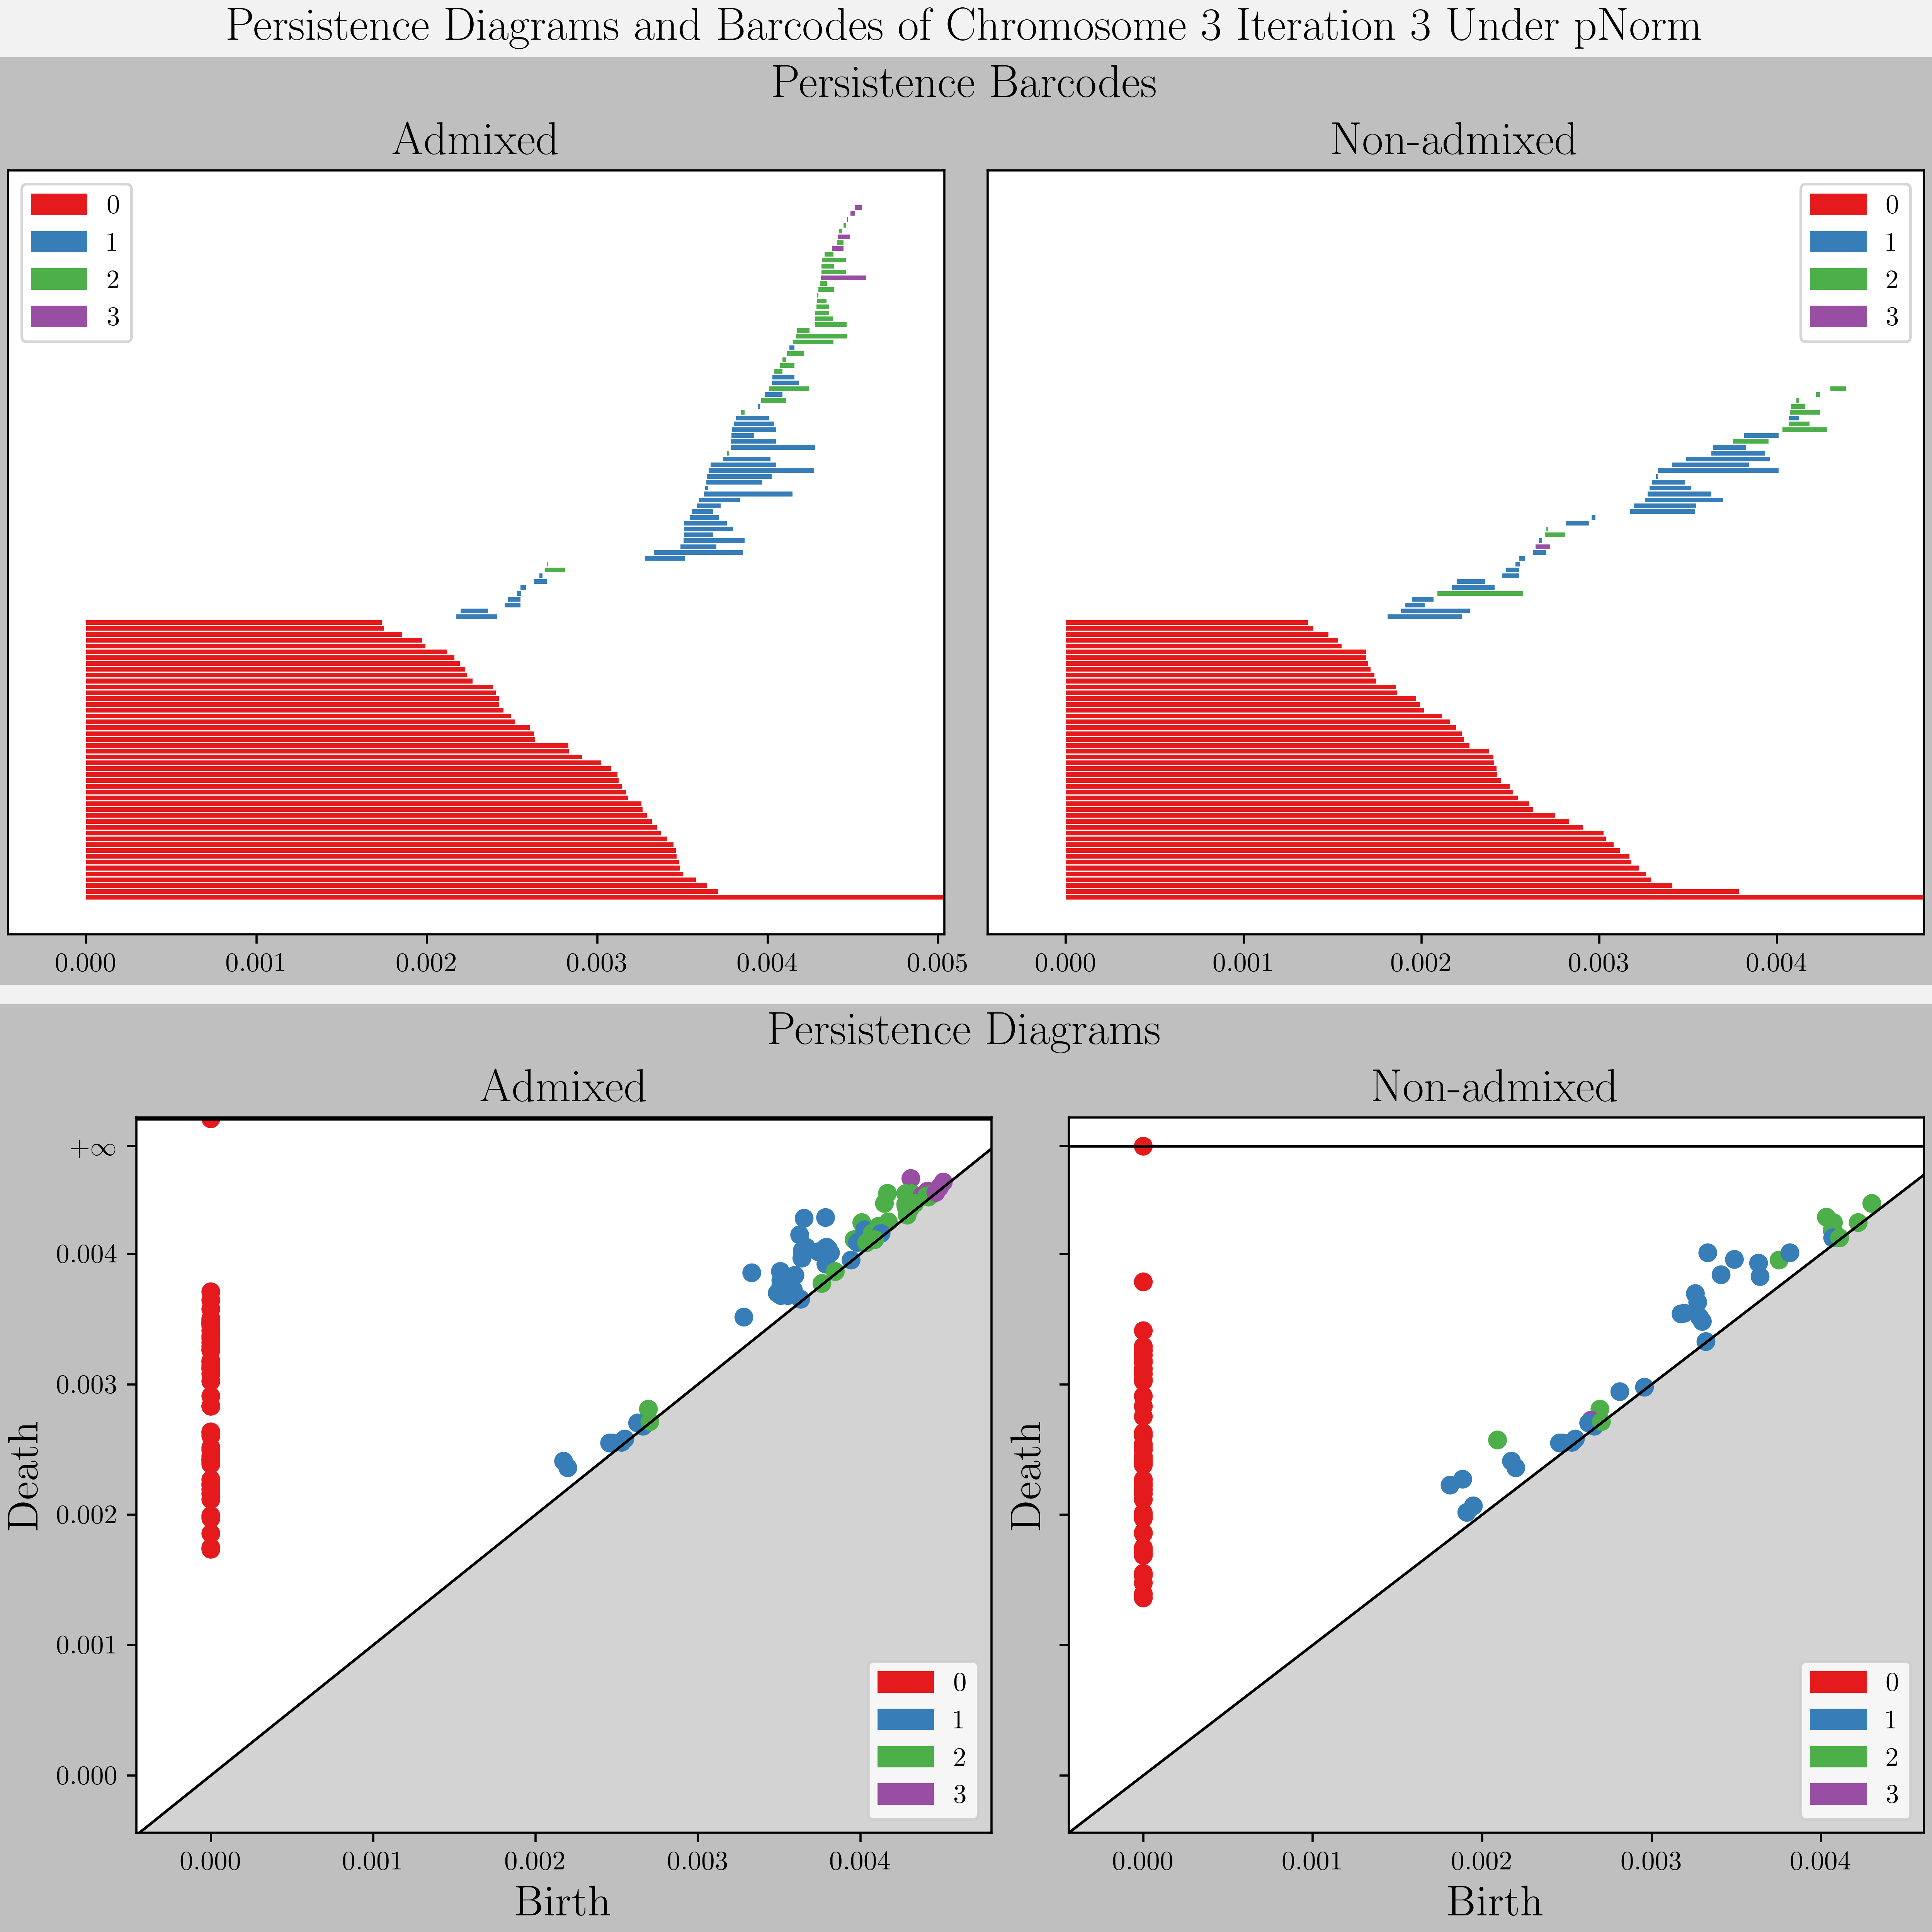 Persistence Diagrams and Barcodes of Chromosome 3 Iteration 3 Under pNorm
Persistence Barcodes
Admixed
0
1
2
3
0.000 0.001 0.002 0.003 0.004 0.005
Non-admixed
0
1
2
3
0.000 0.001 0.002 0.003 0.004
Persistence Diagrams
Admixed
+∞
0.004
0.003
0.002
0.001
0.000
Death
0
1
2
3
0.000 0.001 0.002 0.003 0.004
Birth
Non-admixed
Death
0
1
2
3
0.000 0.001 0.002 0.003 0.004
Birth